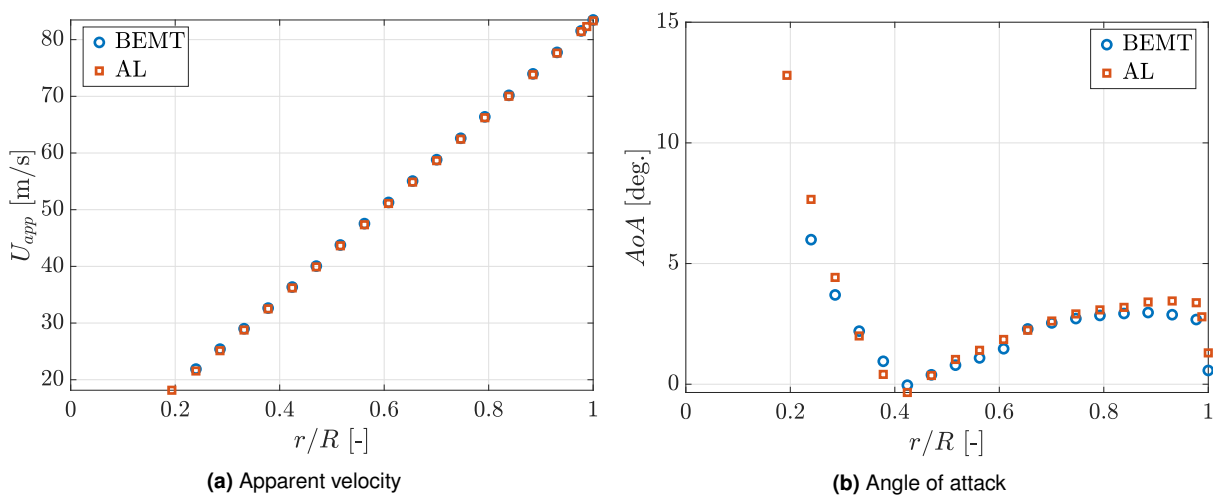 80
70
60
50
40
30
20
0
0.2
0.4
0.6
0.8
1
U_app [m/s]
r/R [-]
BEMT
AL
(a) Apparent velocity
15
10
5
0
0
0.2
0.4
0.6
0.8
1
AoA [deg.]
r/R [-]
BEMT
AL
(b) Angle of attack